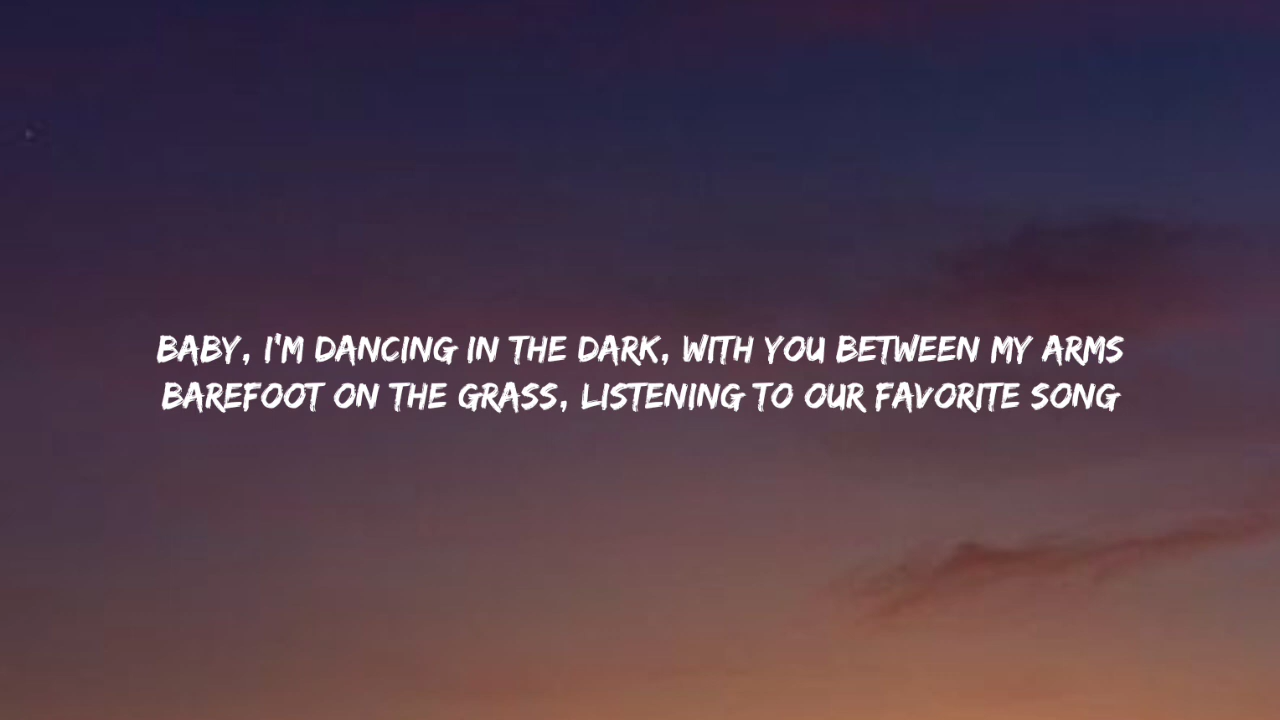 BABY, I'M DANCING IN THE DARK, WITH YOU BETWEEN MY ARMS
BAREFOOT ON THE GRASS, LISTENING TO OUR FAVORITE SONG